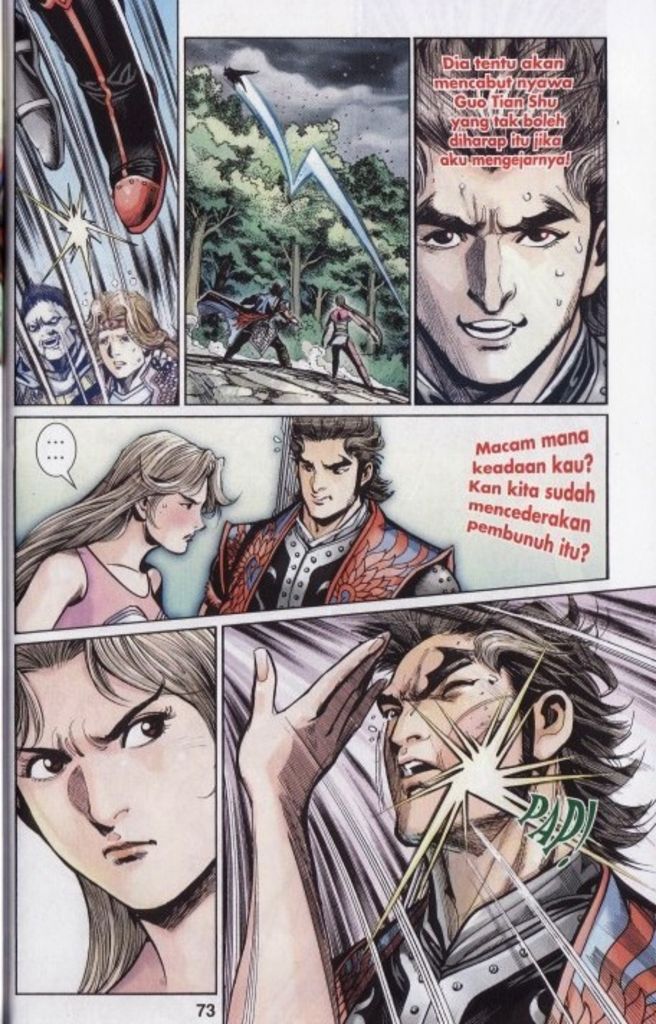 Dia tentu akan
mencabut nyawa
Guo Tian Shu
yang tak boleh
diharap itu jika
aku mengejarnya!
...
...
Macam mana
keadaan kau?
Kan kita sudah
mencederakan
pembunuh itu?
PAP!
73